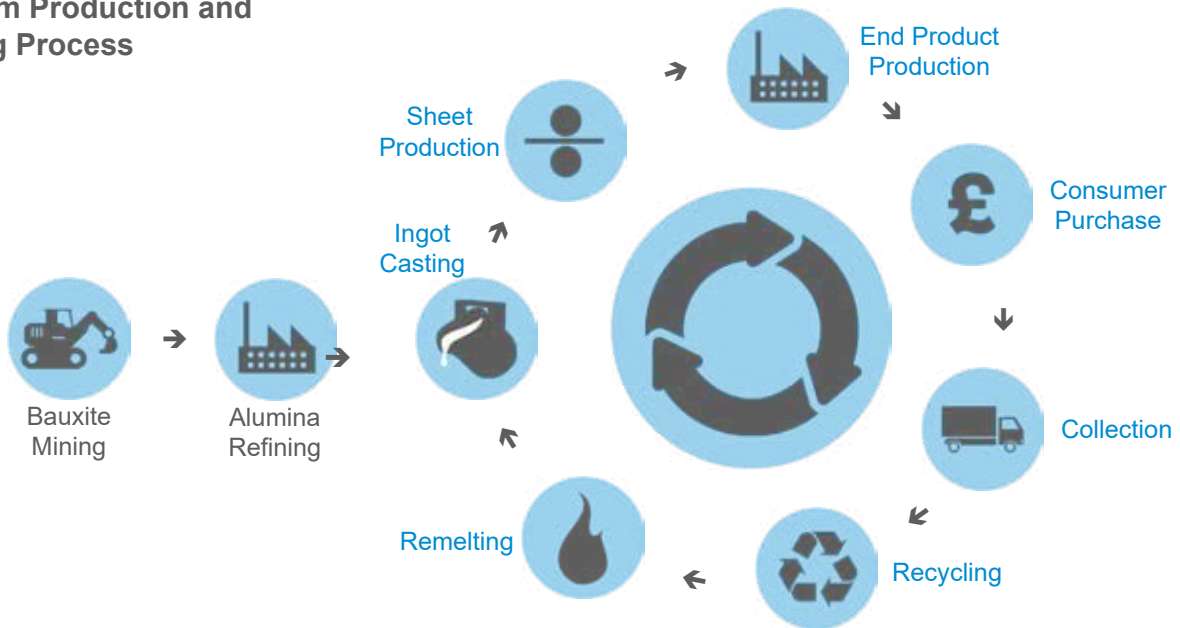 m Production and
g Process
End Product
Production
Sheet
Production
Consumer
Purchase
Ingot
Casting
Bauxite
Mining
Alumina
Refining
Collection
Remelting
Recycling
£